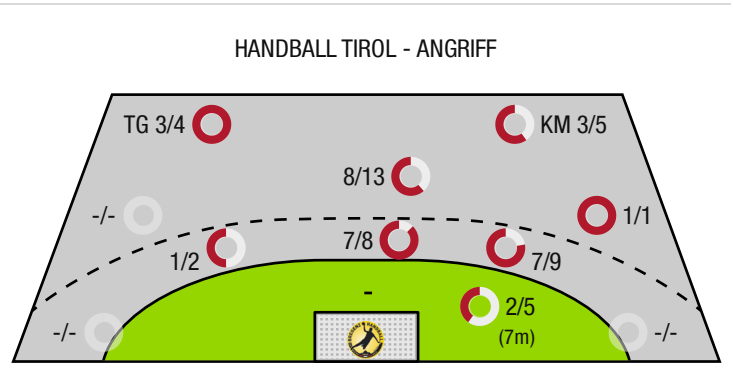 HANDBALL TIROL - ANGRIFF
TG 3/4
KM 3/5
8/13
-/-
1/1
1/2
7/8
7/9
-
2/5
(7m)
-/-
-/-